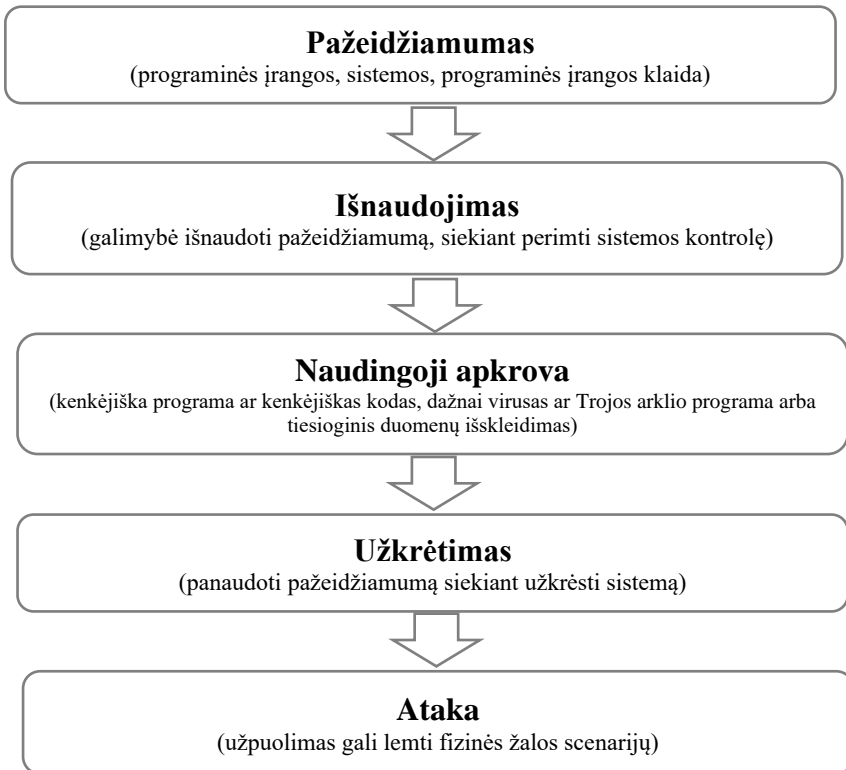 Pažeidžiamumas
(programinės įrangos, sistemos, programinės įrangos klaida)
Išnaudojimas
(galimybė išnaudoti pažeidžiamumą, siekiant perimti sistemos kontrolę)
Naudingoji apkrova
(kenkėjiška programa ar kenkėjiškas kodas, dažnai virusas ar Trojos arklio programa arba
tiesioginis duomenų išskleidimas)
Užkrėtimas
(panaudoti pažeidžiamumą siekiant užkrėsti sistemą)
Ataka
(užpuolimas gali lemti fizinės žalos scenarijų)